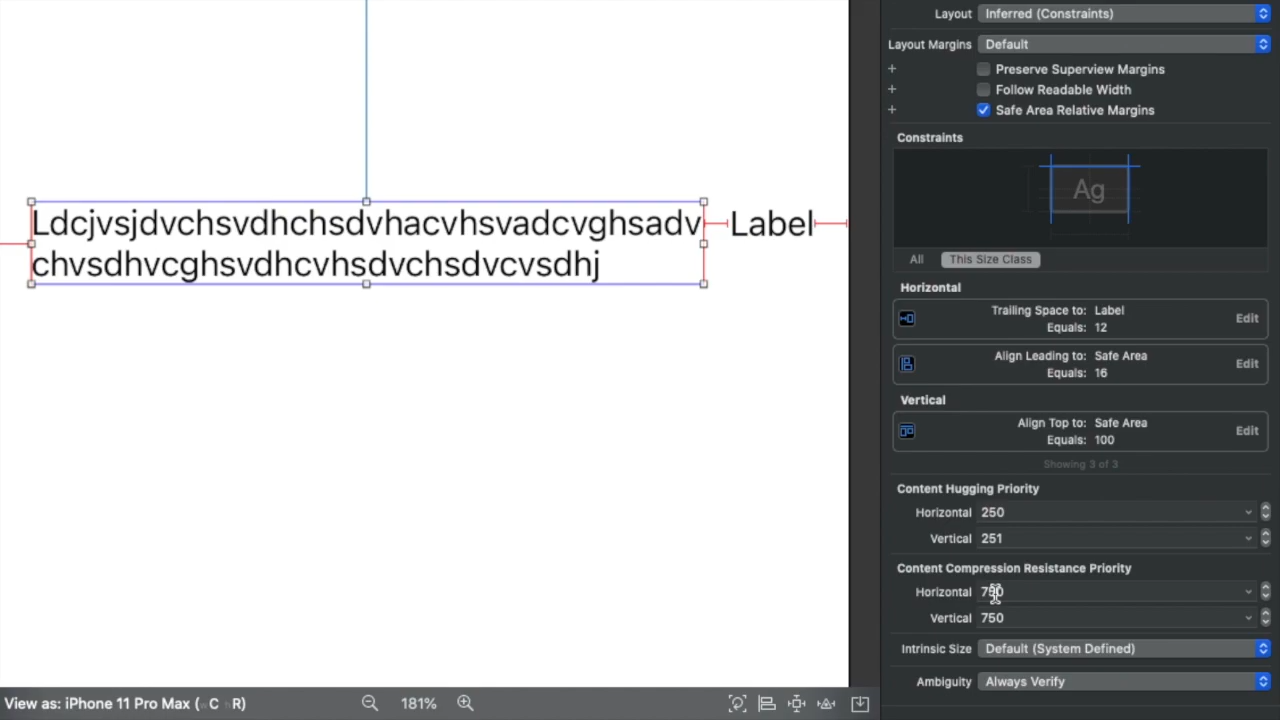 Layout Inferred (Constraints)
Layout Margins Default
Preserve Superview Margins
Follow Readable Width
Safe Area Relative Margins
Constraints
Ag
All This Size Class
Horizontal
Trailing Space to: Label
Equals: 12
Edit
Align Leading to: Safe Area
Equals: 16
Edit
Vertical
Align Top to: Safe Area
Equals: 100
Edit
Showing 3 of 3
Content Hugging Priority
Horizontal 250
Vertical 251
Content Compression Resistance Priority
Horizontal
Vertical 750
Intrinsic Size Default (System Defined)
Ambiguity Always Verify
Ldcjvsjdvchsvdhchsdvhacvhsvadcvghsadv
chvsdhvcghsvdhcvhsdvchsdvcvsdhj
Label
View as: iPhone 11 Pro Max (wC hR)
181%